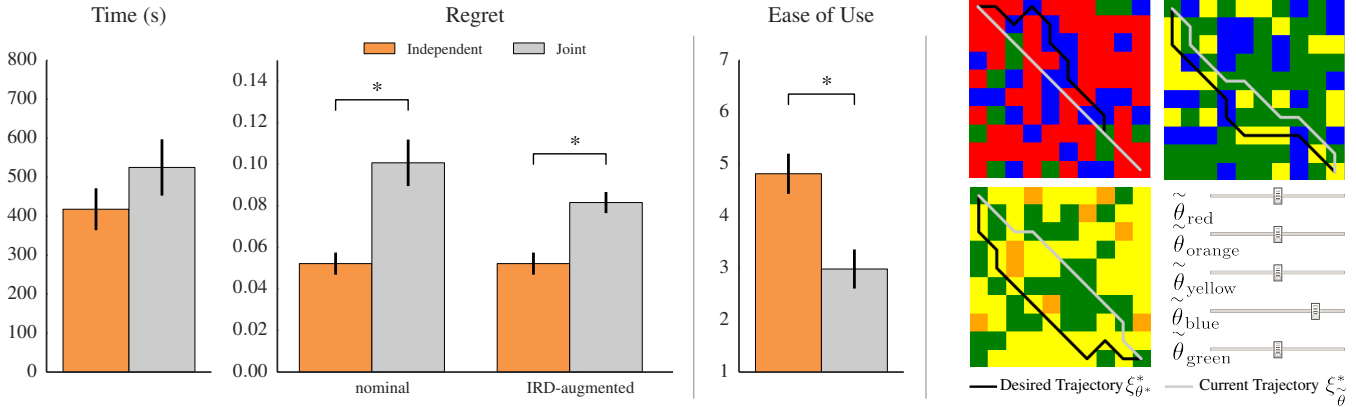 Time (s)
Regret
Ease of Use
Independent
Joint
800
700
600
500
400
300
200
100
0
0.14
0.12
0.10
0.08
0.06
0.04
0.02
0.00
*
*
nominal
IRD-augmented
7
6
5
4
3
2
1
*
θ̃red
θ̃orange
θ̃yellow
θ̃blue
θ̃green
Desired Trajectory ξ*θ*
Current Trajectory ξ*θ̃